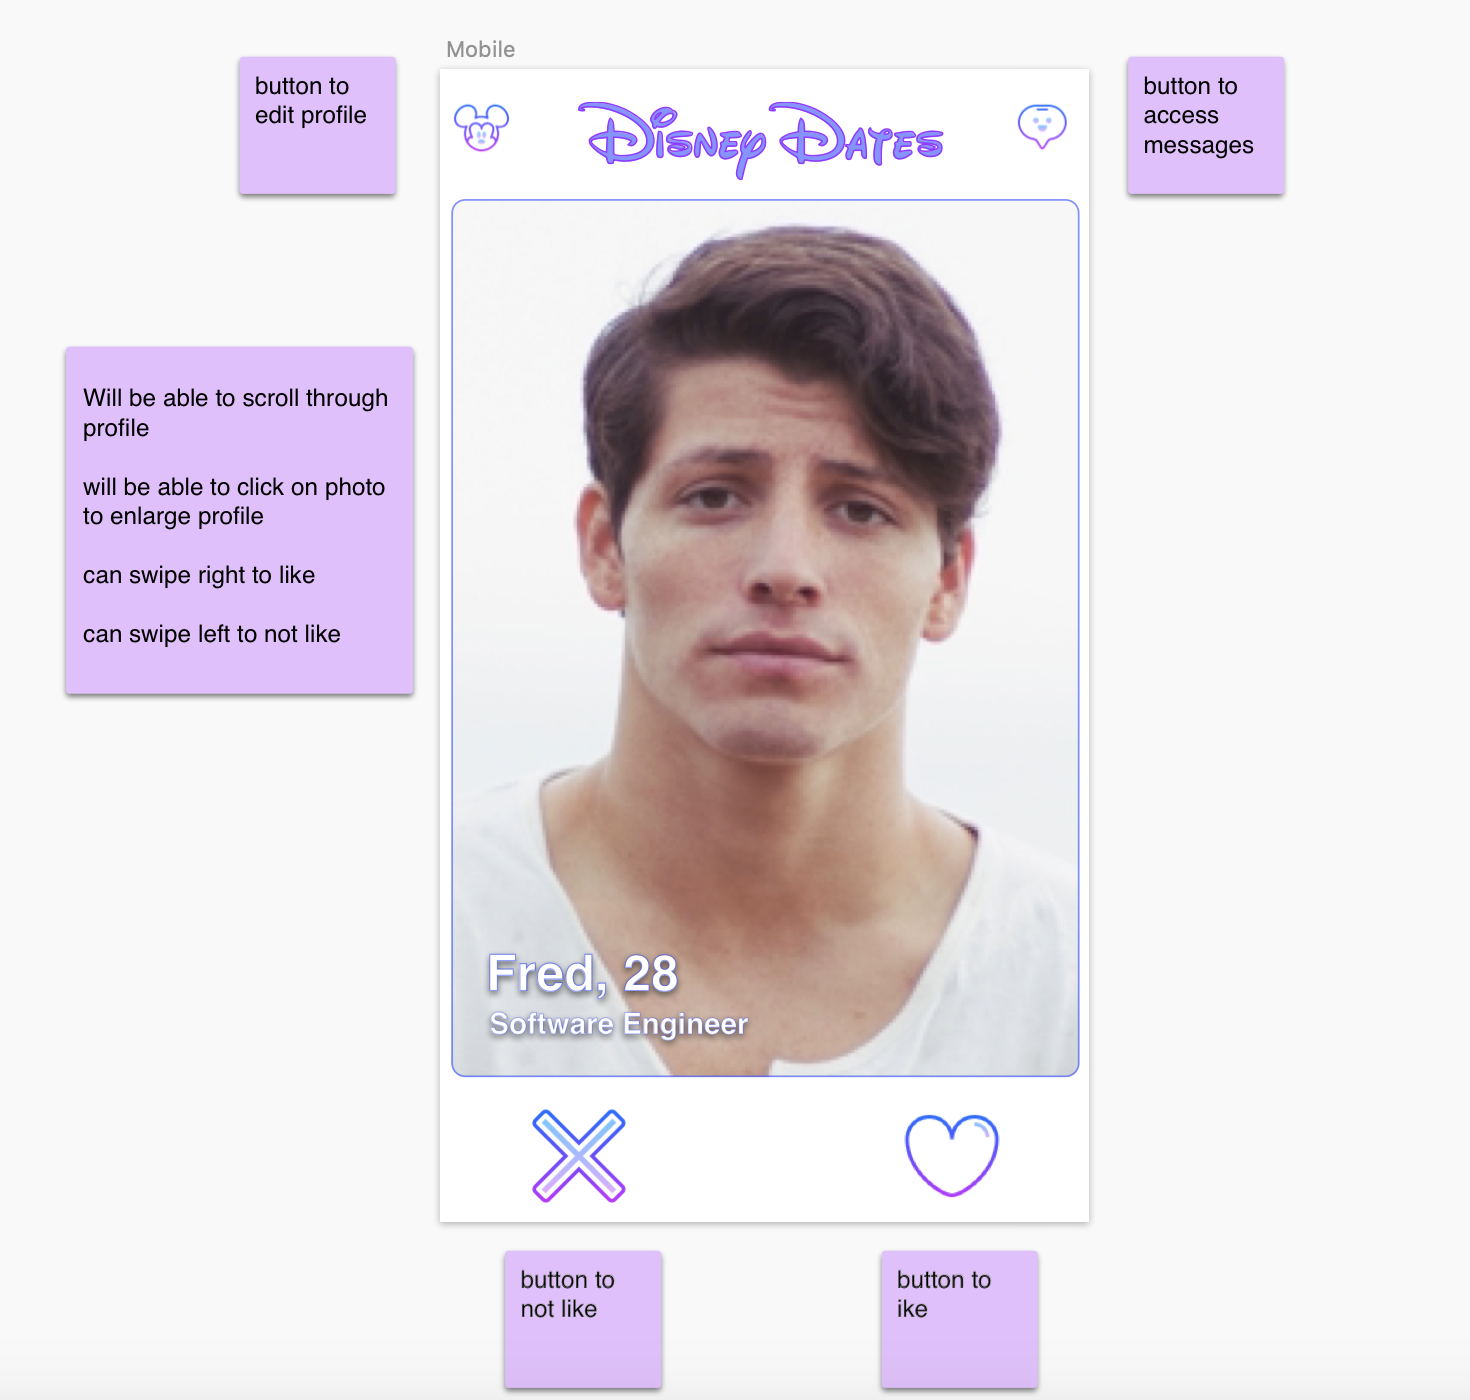 Mobile
button to
edit profile
DISNEY DATES
button to
access
messages
Will be able to scroll through
profile
will be able to click on photo
to enlarge profile
can swipe right to like
can swipe left to not like
Fred, 28
Software Engineer
button to
not like
button to
ike